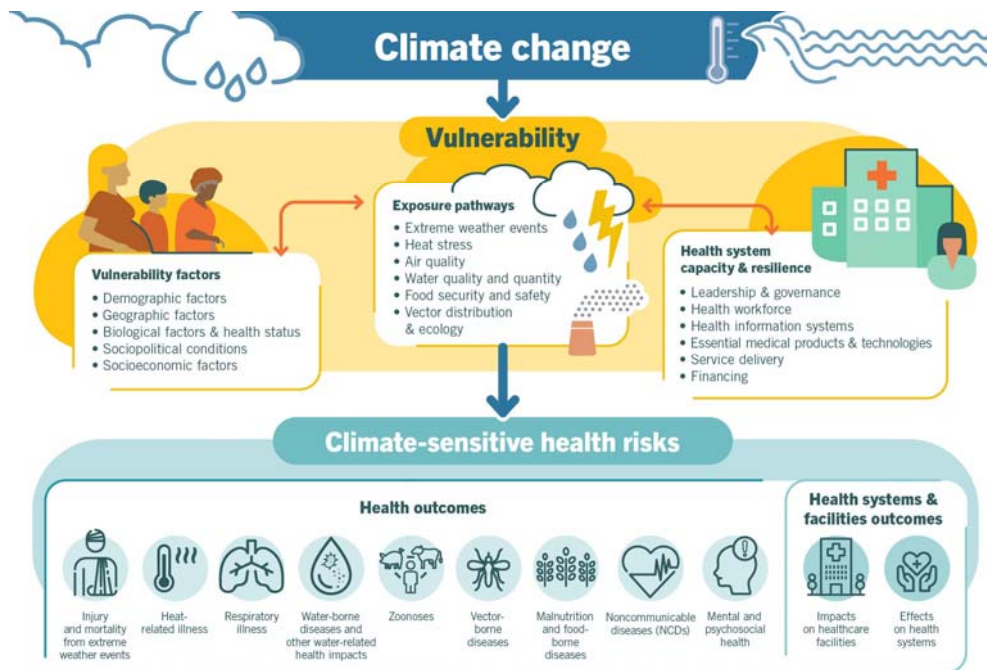 Climate change
Vulnerability
Vulnerability factors
• Demographic factors
• Geographic factors
• Biological factors & health status
• Sociopolitical conditions
• Socioeconomic factors
Exposure pathways
• Extreme weather events
• Heat stress
• Air quality
• Water quality and quantity
• Food security and safety
• Vector distribution
& ecology
Health system
capacity & resilience
• Leadership & governance
• Health workforce
• Health information systems
• Essential medical products & technologies
• Service delivery
• Financing
Climate-sensitive health risks
Health outcomes
Injury
and mortality
from extreme
weather events
Heat-
related illness
Respiratory
illness
Water-borne
diseases and
other water-related
health impacts
Zoonoses
Vector-
borne
diseases
Malnutrition
and food-
borne
diseases
Noncommunicable
diseases (NCDs)
Mental and
psychosocial
health
Health systems &
facilities outcomes
Impacts
on healthcare
facilities
Effects
on health
systems